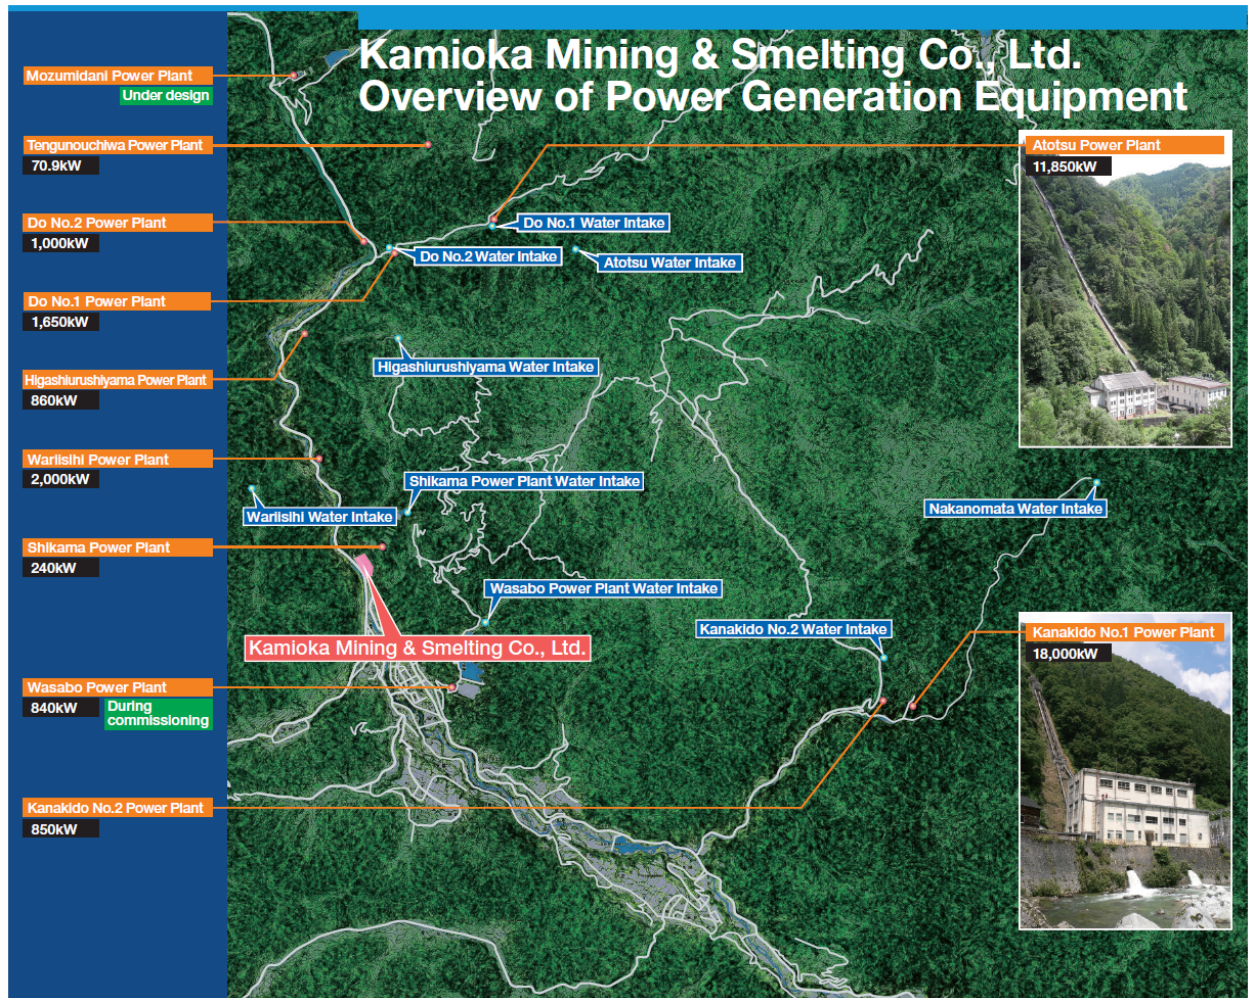 Kamioka Mining & Smelting Co., Ltd.
Overview of Power Generation Equipment
Mozumidani Power Plant
Under design
Tengunouchiwa Power Plant
70.9kW
Do No.2 Power Plant
1,000kW
Do No.1 Power Plant
1,650kW
Higashiurushiyama Power Plant
860kW
Wariisihi Power Plant
2,000kW
Shikama Power Plant
240kW
Wasabo Power Plant
840kW
During
commissioning
Kanakido No.2 Power Plant
850kW
Do No.1 Water Intake
Do No.2 Water Intake
Atotsu Water Intake
Higashiurushiyama Water Intake
Shikama Power Plant Water Intake
Wariisihi Water Intake
Nakanomata Water Intake
Wasabo Power Plant Water Intake
Kanakido No.2 Water Intake
Kamioka Mining & Smelting Co., Ltd.
Atotsu Power Plant
11,850kW
Kanakido No.1 Power Plant
18,000kW